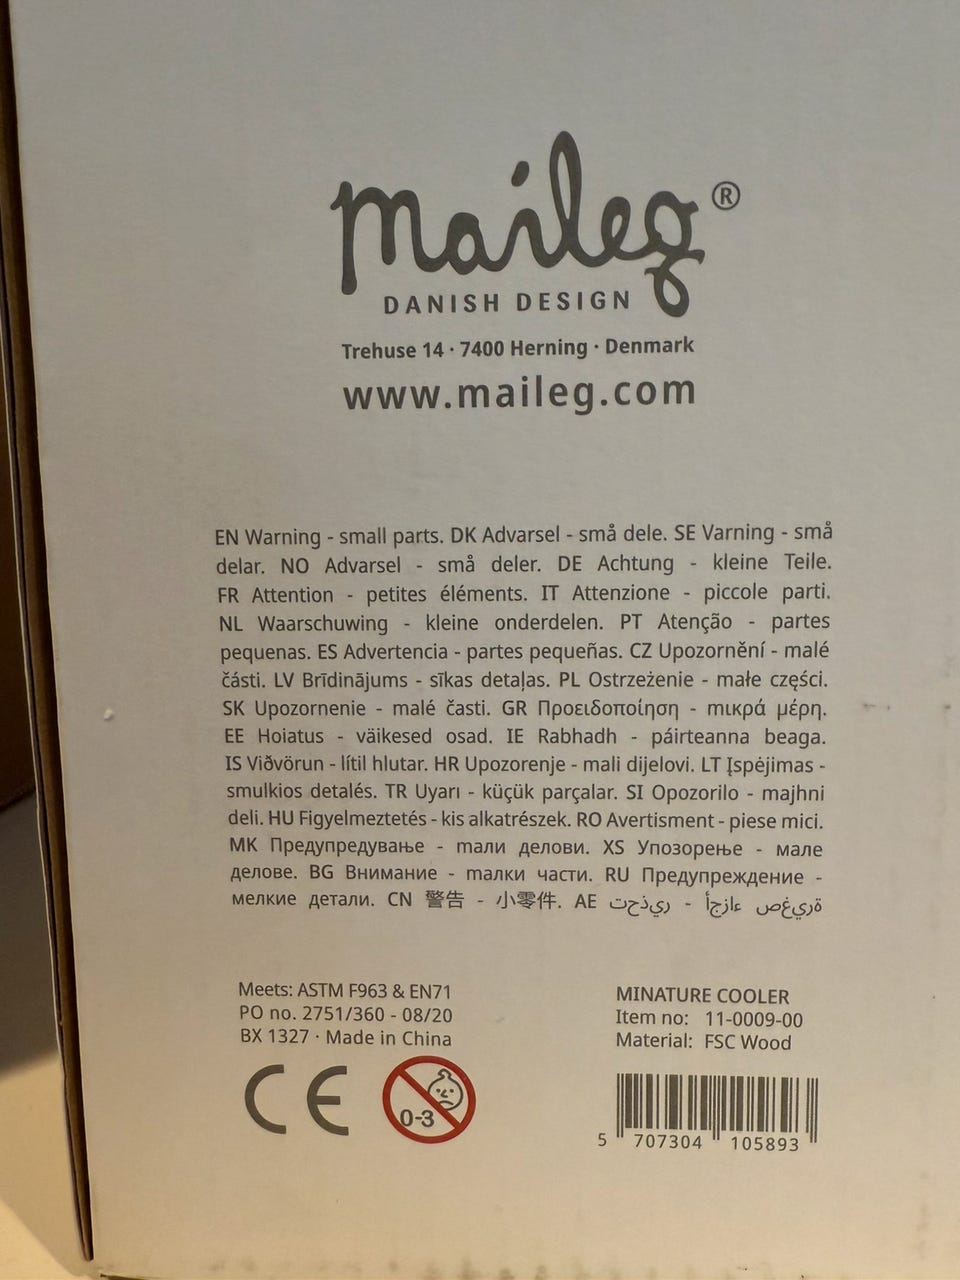 maileg®
DANISH DESIGN
Trehuse 14 · 7400 Herning · Denmark
www.maileg.com
EN Warning - small parts. DK Advarsel - små dele. SE Varning - små
delar. NO Advarsel - små deler. DE Achtung - kleine Teile.
FR Attention - petites éléments. IT Attenzione - piccole parti.
NL Waarschuwing - kleine onderdelen. PT Atenção - partes
pequenas. ES Advertencia - partes pequeñas. CZ Upozornění - malé
části. LV Brīdinājums - sīkas detaļas. PL Ostrzeżenie - małe części.
SK Upozornenie - malé časti. GR Προειδοποίηση - mικρά μέρη.
EE Hoiatus - väikesed osad. IE Rabhadh - páirteanna beaga.
IS Viðvörun - lítil hlutar. HR Upozorenje - mali dijelovi. LT Įspėjimas -
smulkios detalés. TR Uyarı - küçük parçalar. SI Opozorilo - majhni
deli. HU Figyelmeztetés - kis alkatrészek. RO Avertisment - piese mici.
MK Предупредување - mали делови. XS Упозорење - мале
делове. BG Внимание - mалки части. RU Предупреждение -
мелкие детали. CN 警告 - 小零件. AE ريذحت - ءازجأ ةريغص
Meets: ASTM F963 & EN71
PO no. 2751/360 - 08/20
BX 1327 · Made in China
CE
0-3
MINATURE COOLER
Item no: 11-0009-00
Material: FSC Wood
5 707304 105893